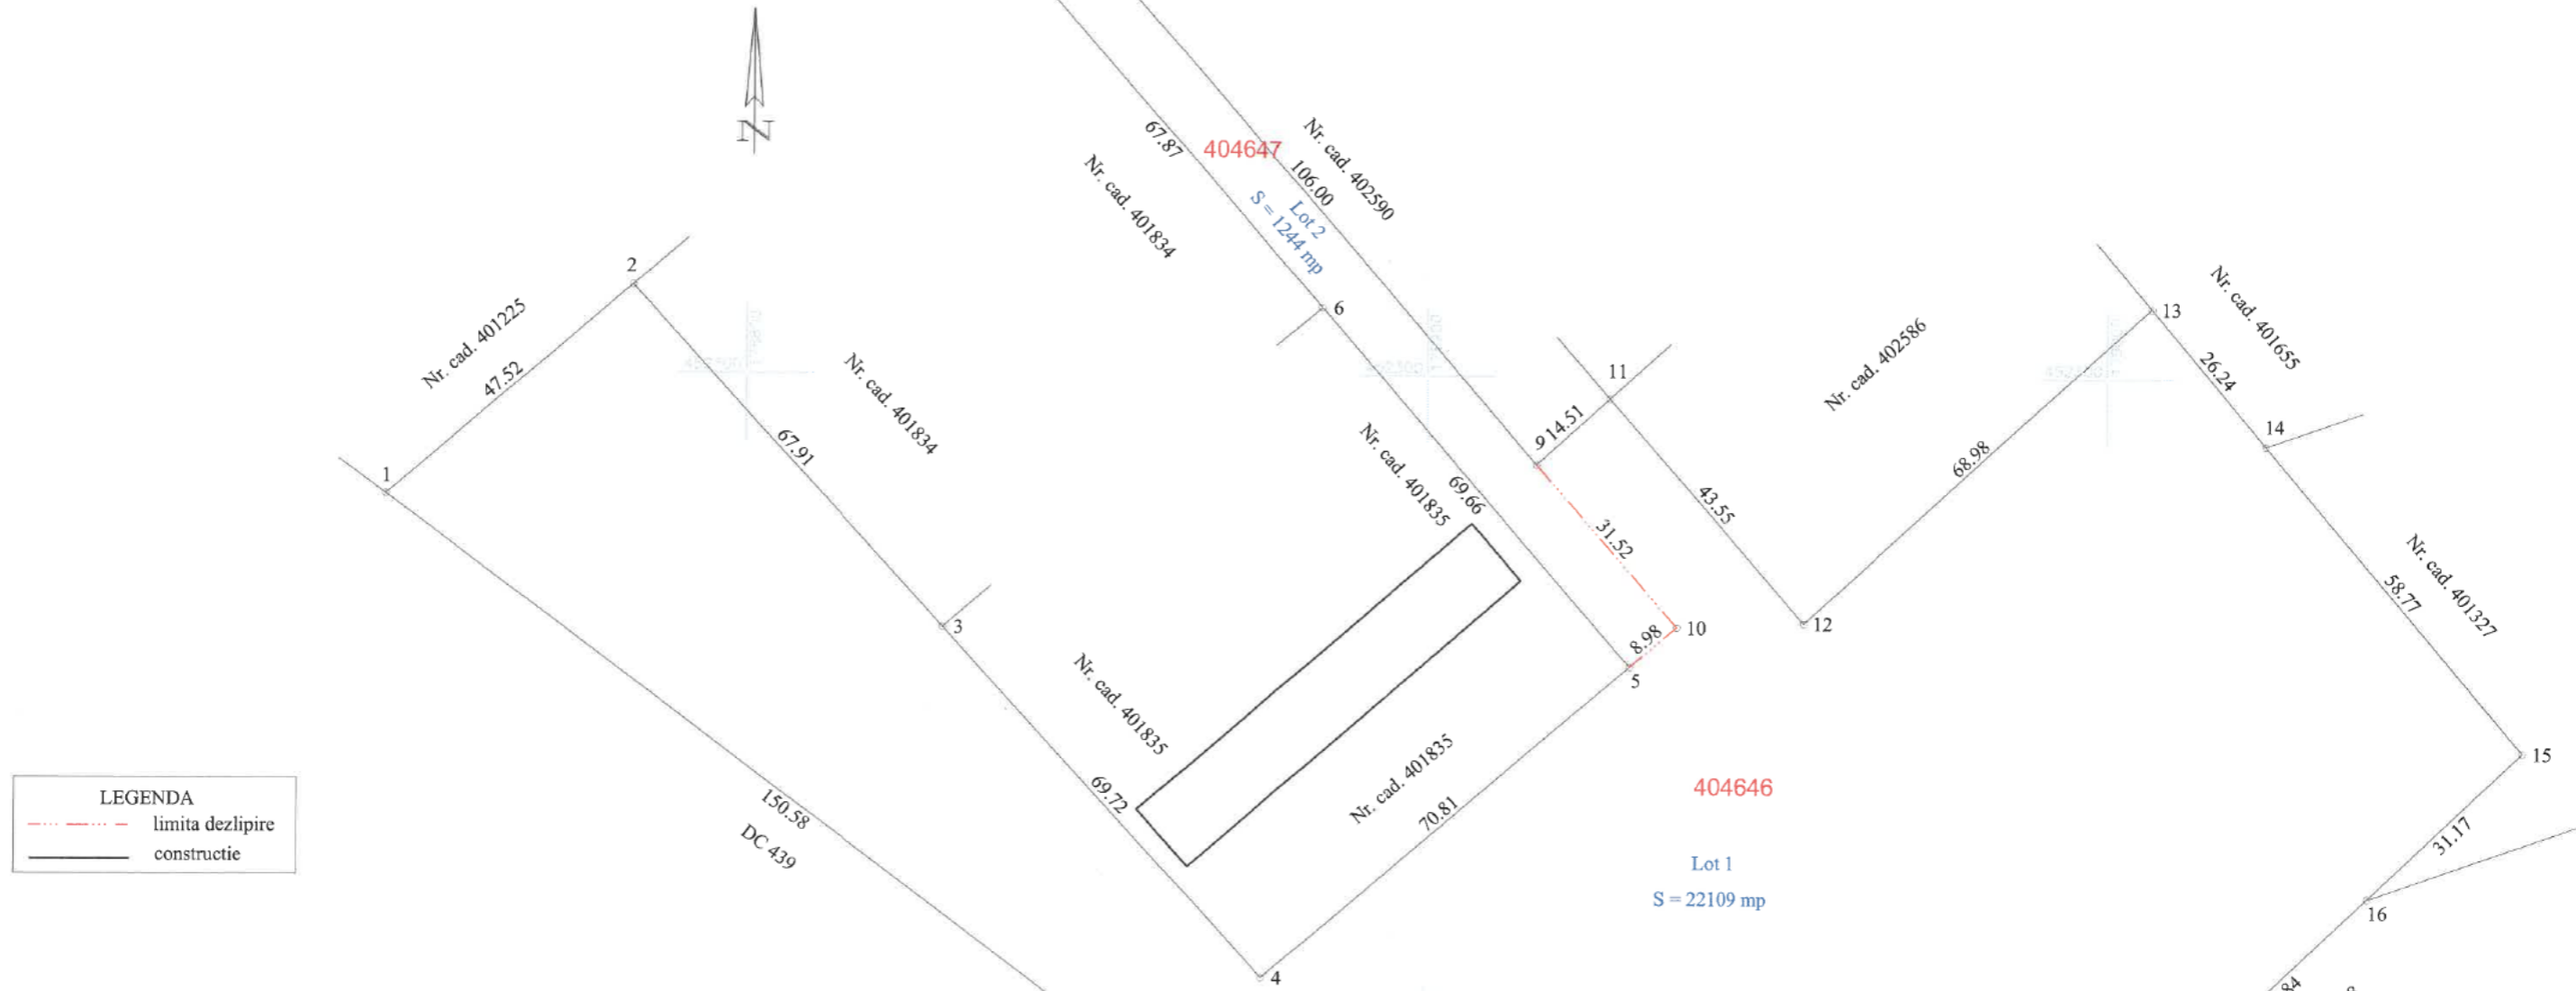 N
67.87
404647
Nr. cad. 402590
106.00
Lot 2
S = 1244 mp
Nr. cad. 401834
2
Nr. cad. 401225
47.52
1
67.91
Nr. cad. 401834
6
Nr. cad. 401835
69.66
9
14.51
11
31.52
43.55
Nr. cad. 402586
68.98
13
Nr. cad. 401655
26.24
14
58.77
Nr. cad. 401327
3
10
12
8.98
5
Nr. cad. 401835
69.72
Nr. cad. 401835
70.81
404646
Lot 1
S = 22109 mp
15
31.17
16
LEGENDA
limita dezlipire
constructie
150.58
DC 439
4